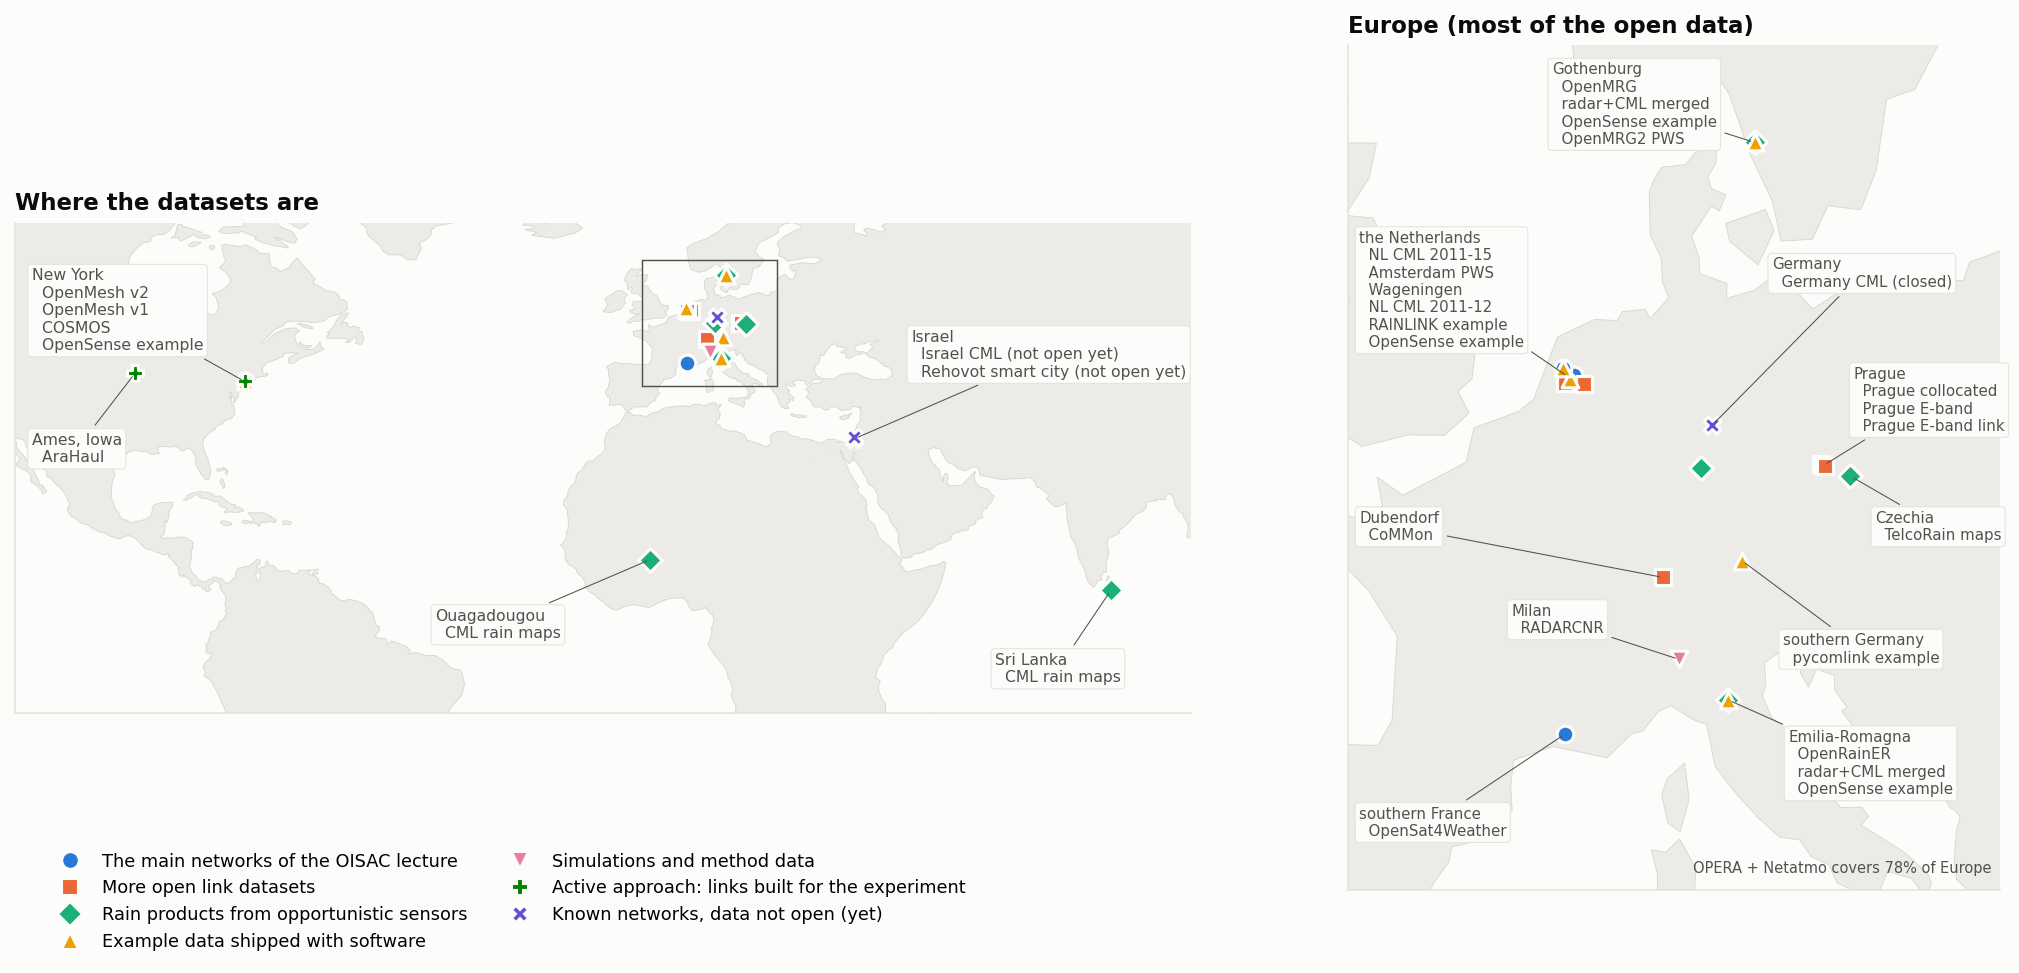 Where the datasets are
New York
OpenMesh v2
OpenMesh v1
COSMOS
OpenSense example
Ames, Iowa
AraHaul
Israel
Israel CML (not open yet)
Rehovot smart city (not open yet)
Ouagadougou
CML rain maps
Sri Lanka
CML rain maps
The main networks of the OISAC lecture
More open link datasets
Rain products from opportunistic sensors
Example data shipped with software
Simulations and method data
Active approach: links built for the experiment
Known networks, data not open (yet)
Europe (most of the open data)
Gothenburg
OpenMRG
radar+CML merged
OpenSense example
OpenMRG2 PWS
the Netherlands
NL CML 2011-15
Amsterdam PWS
Wageningen
NL CML 2011-12
RAINLINK example
OpenSense example
Germany
Germany CML (closed)
Prague
Prague collocated
Prague E-band
Prague E-band link
Dubendorf
CoMMon
Czechia
TelcoRain maps
Milan
RADARCNR
southern Germany
pycomlink example
Emilia-Romagna
OpenRainER
radar+CML merged
OpenSense example
southern France
OpenSat4Weather
OPERA + Netatmo covers 78% of Europe